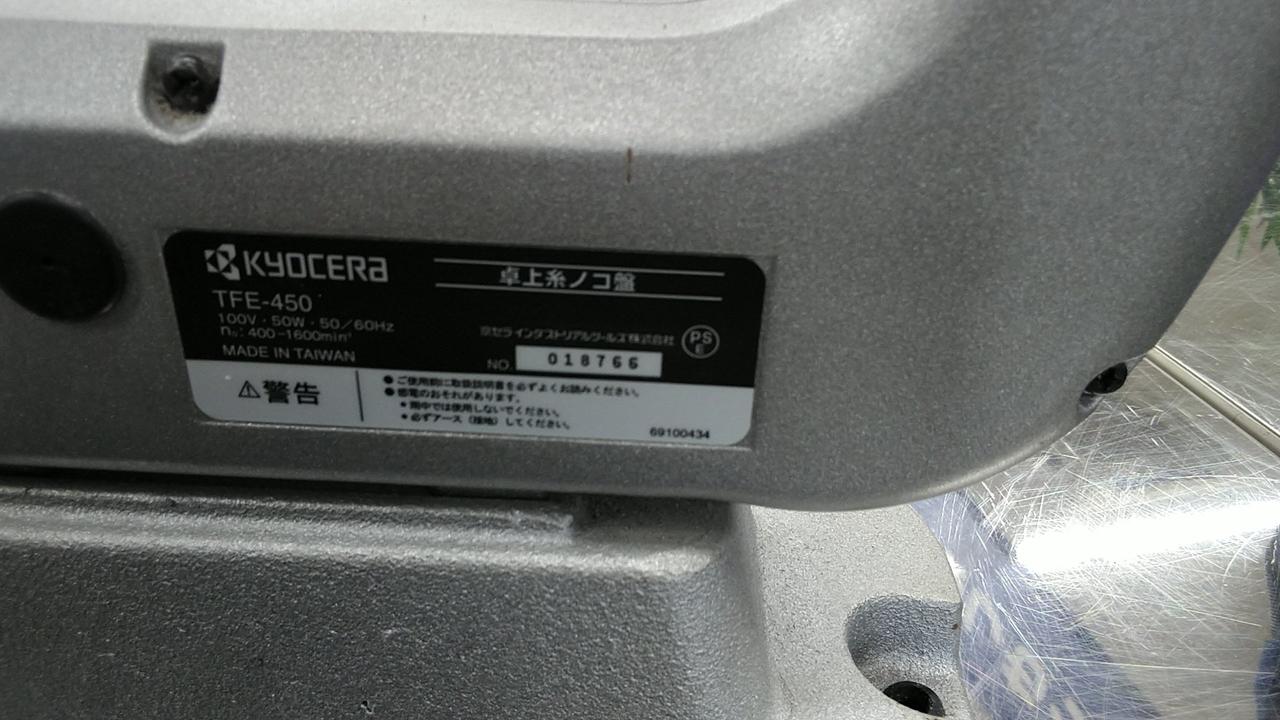 KYOCERA
卓上糸ノコ盤
TFE-450
100V・50W・50/60Hz
n₀: 400-1600min⁻¹
京セラインダストリアルツールズ株式会社
PS
E
MADE IN TAIWAN
NO. 018766
⚠警告
●ご使用前に取扱説明書を必ずよくお読みください。
●感電のおそれがあります。
•雨中では使用しないでください。
•必ずアース（接地）してください。
69100434